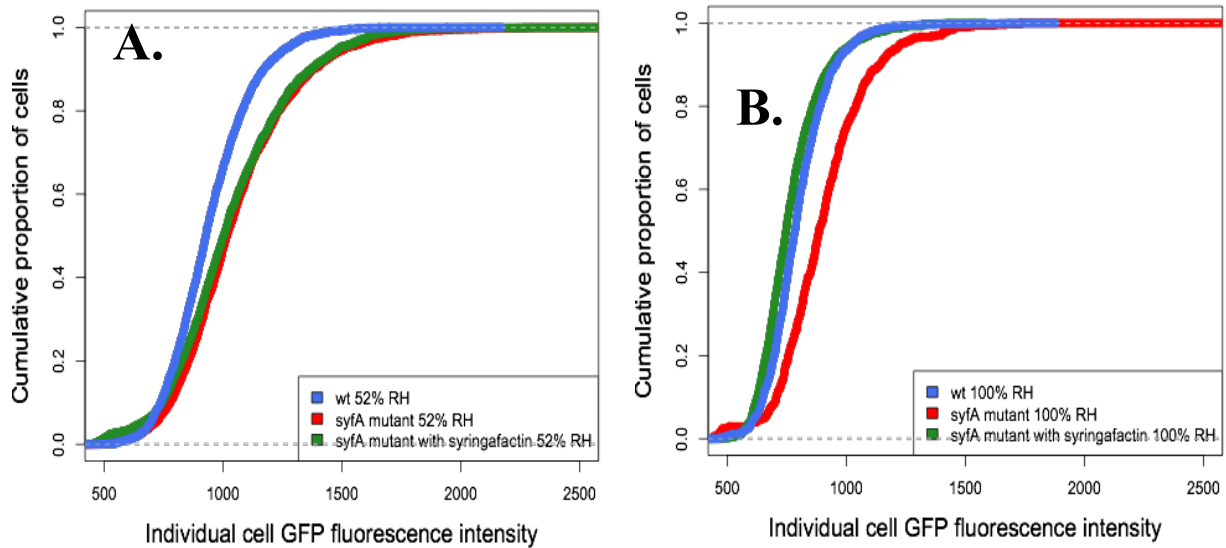 A.
Cumulative proportion of cells
1.0
0.8
0.6
0.4
0.2
0.0
wt 52% RH
syfA mutant 52% RH
syfA mutant with syringafactin 52% RH
500 1000 1500 2000 2500
Individual cell GFP fluorescence intensity
B.
Cumulative proportion of cells
1.0
0.8
0.6
0.4
0.2
0.0
wt 100% RH
syfA mutant 100% RH
syfA mutant with syringafactin 100% RH
500 1000 1500 2000 2500
Individual cell GFP fluorescence intensity